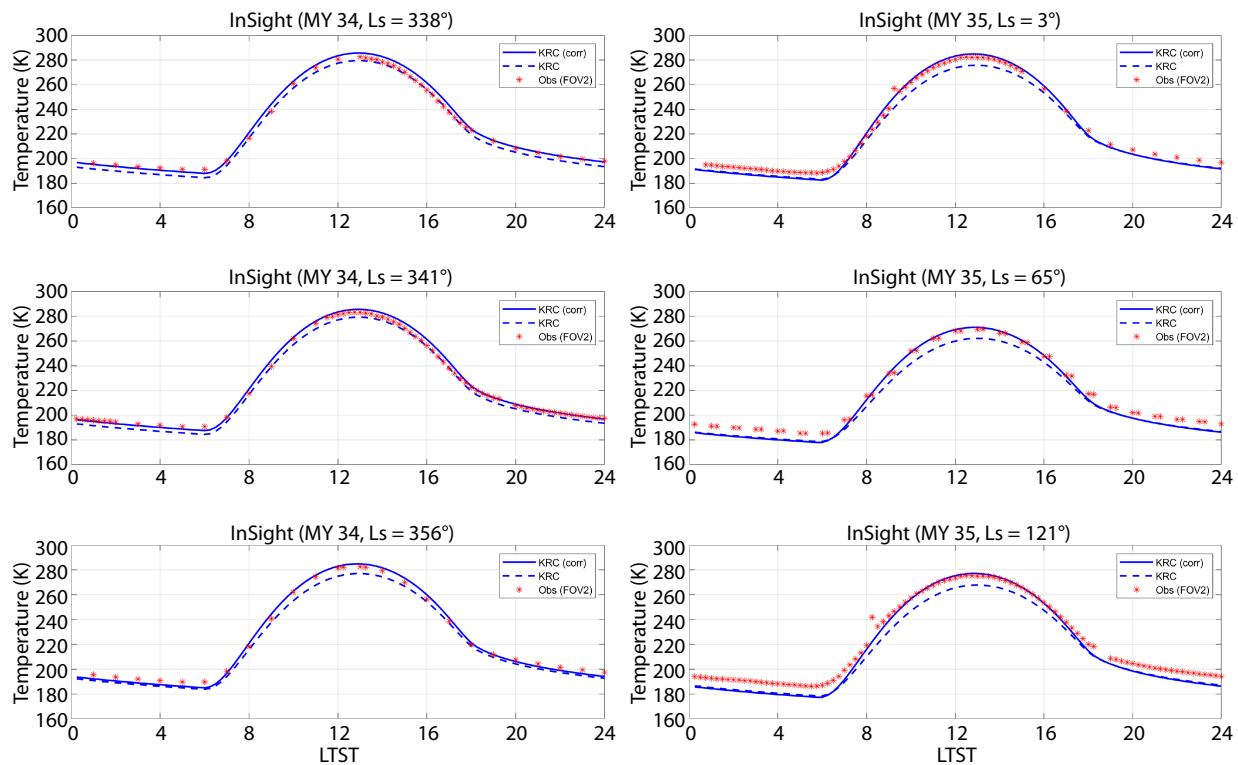 InSight (MY 34, Ls = 338°)
Temperature (K)
300
280
260
240
220
200
180
160
0 4 8 12 16 20 24
KRC (corr)
KRC
Obs (FOV2)
InSight (MY 35, Ls = 3°)
Temperature (K)
300
280
260
240
220
200
180
160
0 4 8 12 16 20 24
KRC (corr)
KRC
Obs (FOV2)
InSight (MY 34, Ls = 341°)
Temperature (K)
300
280
260
240
220
200
180
160
0 4 8 12 16 20 24
KRC (corr)
KRC
Obs (FOV2)
InSight (MY 35, Ls = 65°)
Temperature (K)
300
280
260
240
220
200
180
160
0 4 8 12 16 20 24
KRC (corr)
KRC
Obs (FOV2)
InSight (MY 34, Ls = 356°)
Temperature (K)
300
280
260
240
220
200
180
160
0 4 8 12 16 20 24
LTST
KRC (corr)
KRC
Obs (FOV2)
InSight (MY 35, Ls = 121°)
Temperature (K)
300
280
260
240
220
200
180
160
0 4 8 12 16 20 24
LTST
KRC (corr)
KRC
Obs (FOV2)